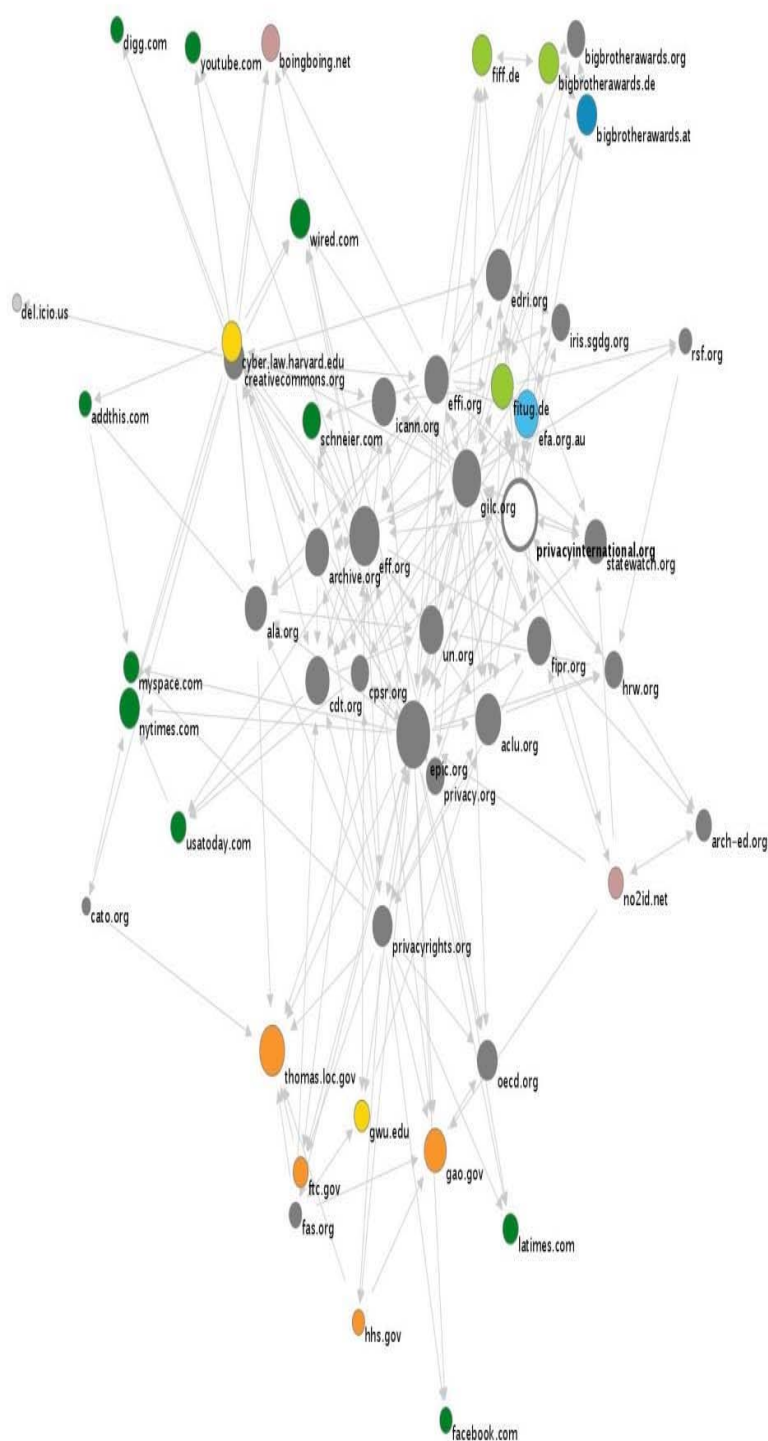 digg.com
youtube.com
boingboing.net
fiff.de
bigbrotherawards.org
bigbrotherawards.de
bigbrotherawards.at
wired.com
edri.org
del.icio.us
iris.sgdg.org
rsf.org
cyber.law.harvard.edu
creativecommons.org
addthis.com
icann.org
effi.org
fitug.de
schneier.com
efa.org.au
gilc.org
privacyinternational.org
statewatch.org
archive.org
eff.org
ala.org
un.org
fipr.org
hrw.org
myspace.com
cdt.org
cpsr.org
nytimes.com
aclu.org
epic.org
privacy.org
usatoday.com
arch-ed.org
no2id.net
cato.org
privacyrights.org
thomas.loc.gov
oecd.org
gwu.edu
gao.gov
ftc.gov
fas.org
latimes.com
hhs.gov
facebook.com